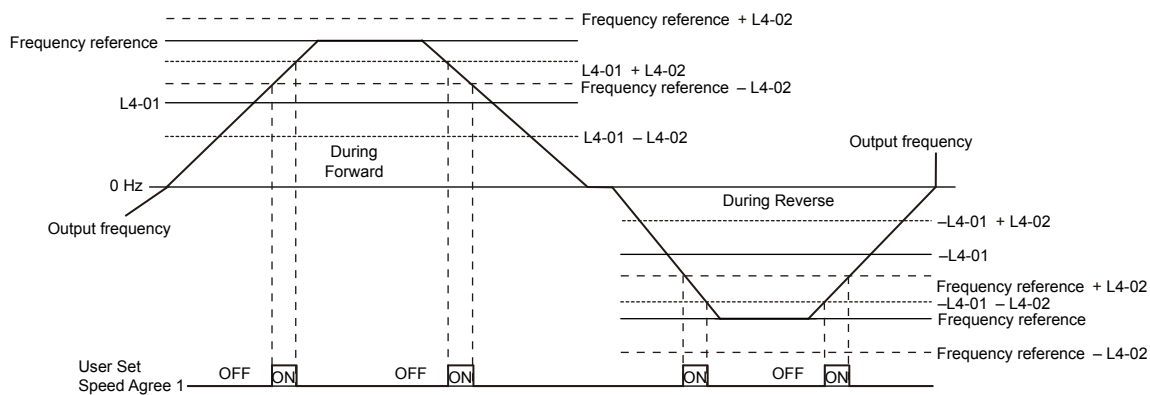 Frequency reference + L4-02
Frequency reference
L4-01 + L4-02
Frequency reference – L4-02
L4-01
L4-01 – L4-02
During
Forward
Output frequency
0 Hz
During Reverse
Output frequency
–L4-01 + L4-02
–L4-01
Frequency reference + L4-02
–L4-01 – L4-02
Frequency reference
Frequency reference – L4-02
User Set
Speed Agree 1
OFF
ON
OFF
ON
ON
OFF
ON